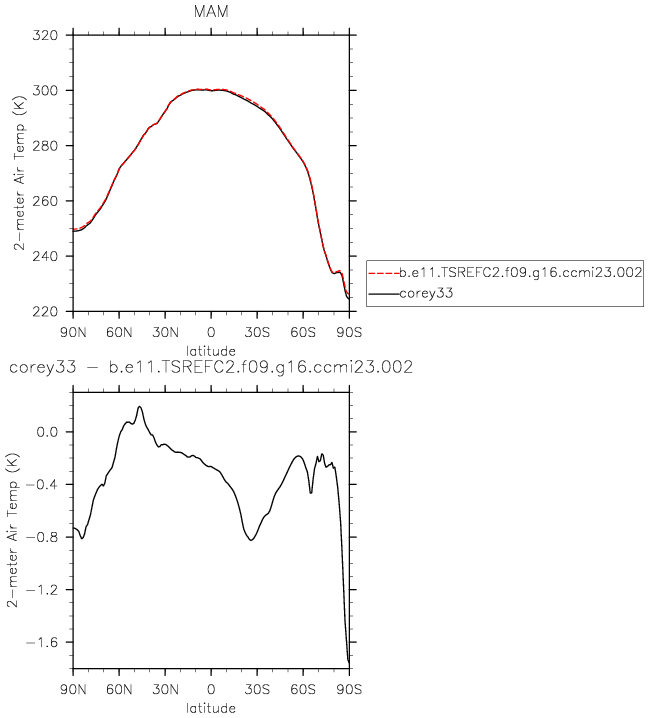 MAM
320
300
280
260
240
220
2-meter Air Temp (K)
90N 60N 30N 0 30S 60S 90S
latitude
b.e11.TSREFC2.f09.g16.ccmi23.002
corey33
corey33 - b.e11.TSREFC2.f09.g16.ccmi23.002
0.0
-0.4
-0.8
-1.2
-1.6
2-meter Air Temp (K)
90N 60N 30N 0 30S 60S 90S
latitude